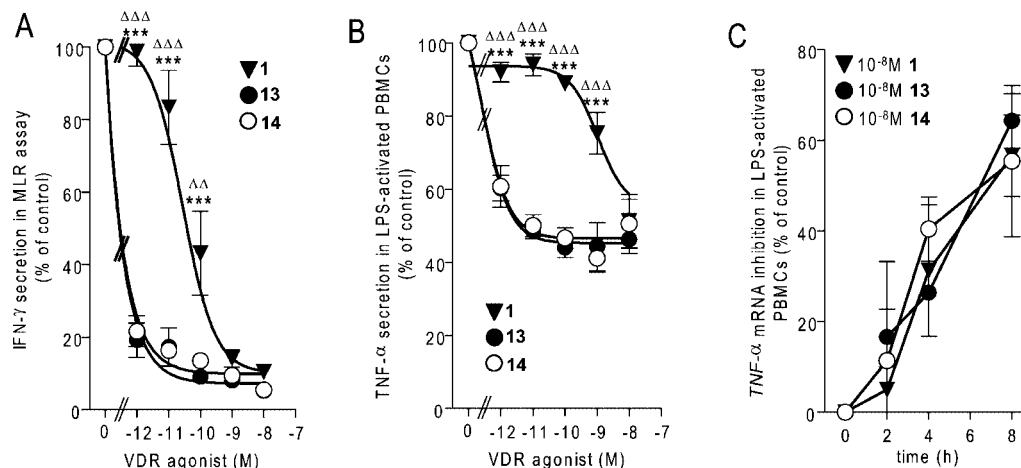 A
IFN-γ secretion in MLR assay
(% of control)
100
80
60
40
20
0
ΔΔΔ
***
ΔΔΔ
***
ΔΔ
***
1
13
14
0
-12
-11
-10
-9
-8
-7
VDR agonist (M)
B
TNF-α secretion in LPS-activated PBMCs
(% of control)
100
80
60
40
20
0
ΔΔΔ
***
ΔΔΔ
***
ΔΔΔ
***
ΔΔΔ
***
1
13
14
0
-12
-11
-10
-9
-8
-7
VDR agonist (M)
C
TNF-α mRNA inhibition in LPS-activated
PBMCs (% of control)
80
60
40
20
0
10⁻⁸M 1
10⁻⁸M 13
10⁻⁸M 14
0
2
4
6
8
time (h)